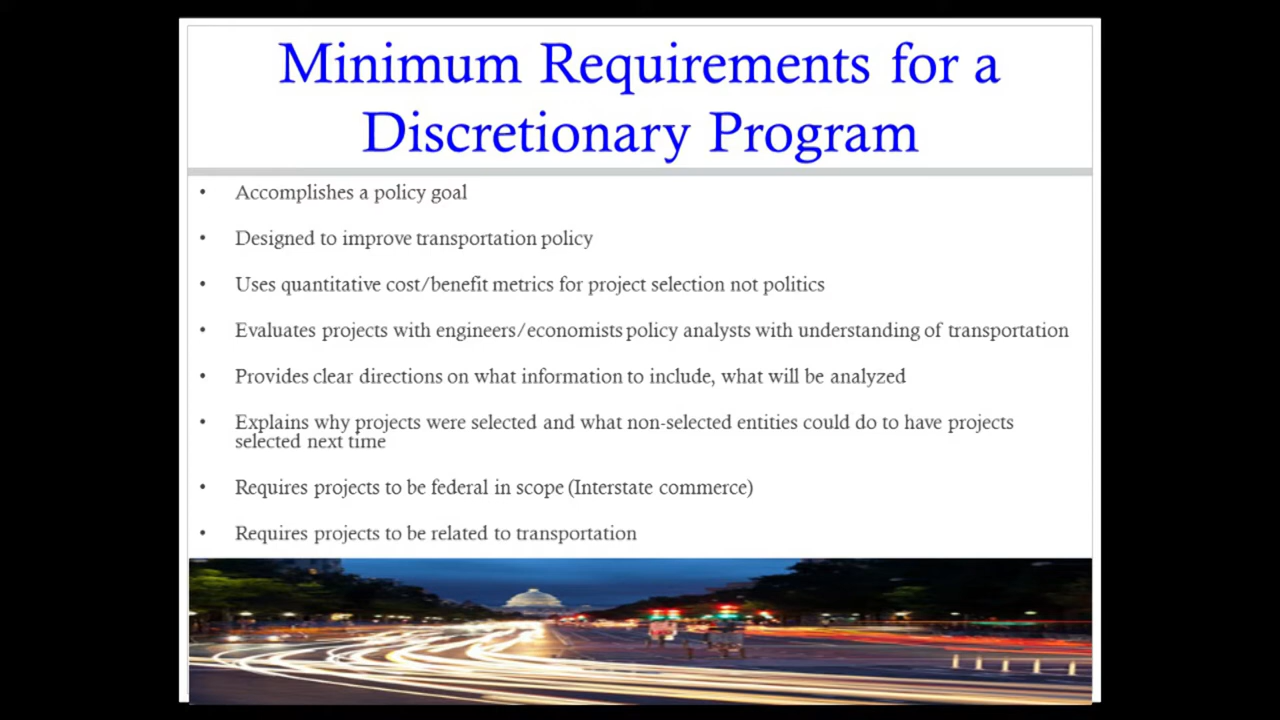 Minimum Requirements for a
Discretionary Program
• Accomplishes a policy goal
• Designed to improve transportation policy
• Uses quantitative cost/benefit metrics for project selection not politics
• Evaluates projects with engineers/economists policy analysts with understanding of transportation
• Provides clear directions on what information to include, what will be analyzed
• Explains why projects were selected and what non-selected entities could do to have projects
selected next time
• Requires projects to be federal in scope (Interstate commerce)
• Requires projects to be related to transportation